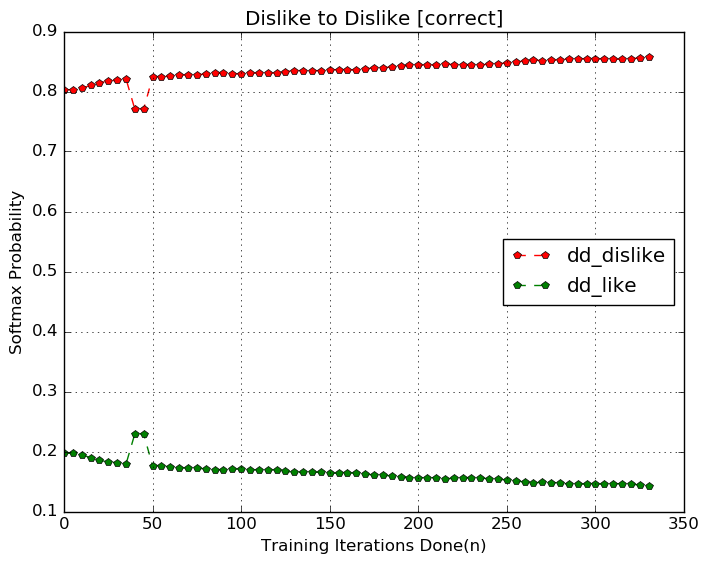 Dislike to Dislike [correct]
0.9
0.8
0.7
0.6
0.5
0.4
0.3
0.2
0.1
Softmax Probability
dd_dislike
dd_like
0 50 100 150 200 250 300 350
Training Iterations Done(n)